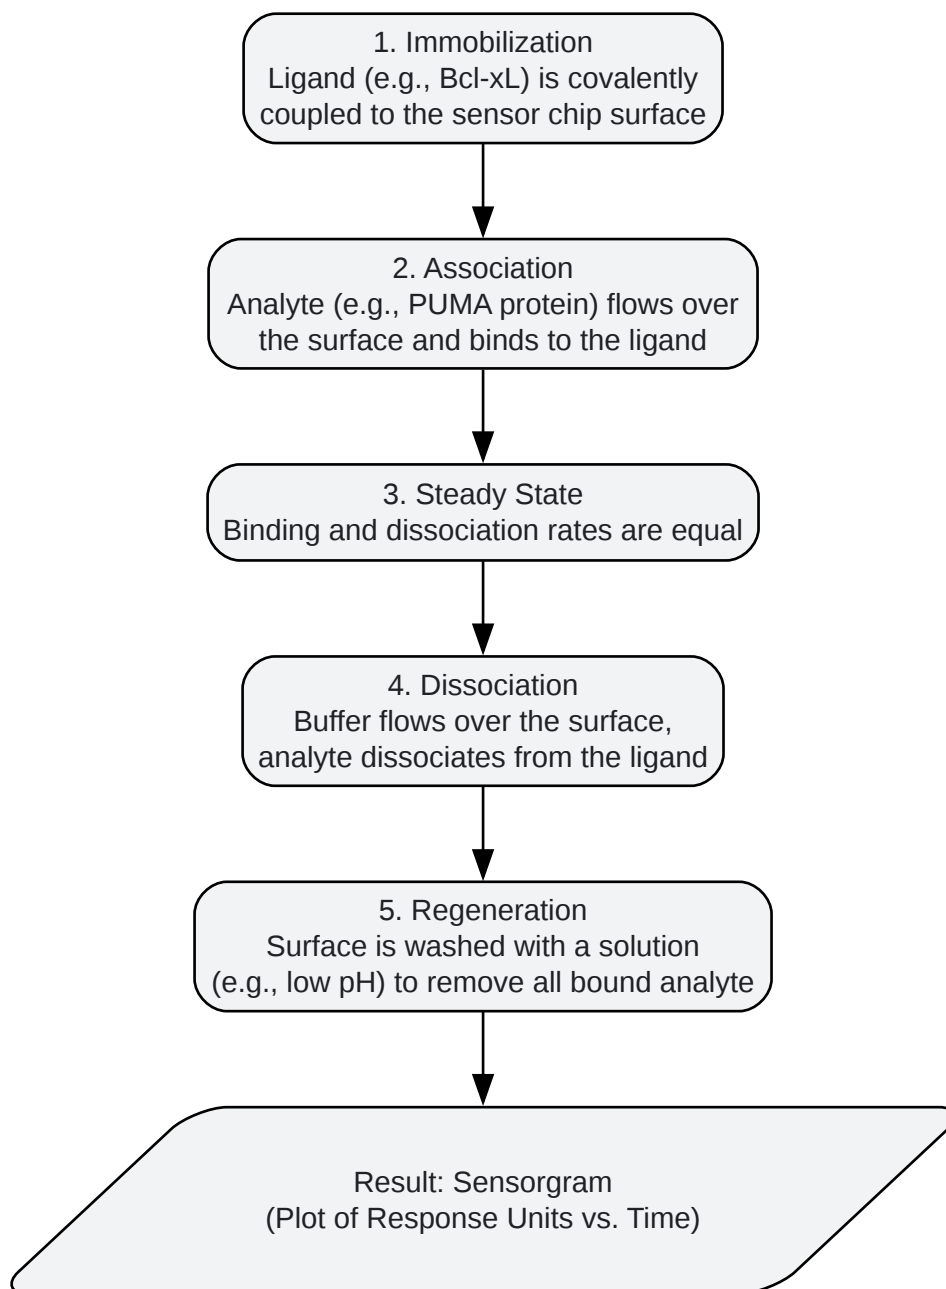 1. Immobilization
Ligand (e.g., Bcl-xL) is covalently
coupled to the sensor chip surface
2. Association
Analyte (e.g., PUMA protein) flows over
the surface and binds to the ligand
3. Steady State
Binding and dissociation rates are equal
4. Dissociation
Buffer flows over the surface,
analyte dissociates from the ligand
5. Regeneration
Surface is washed with a solution
(e.g., low pH) to remove all bound analyte
Result: Sensorgram
(Plot of Response Units vs. Time)